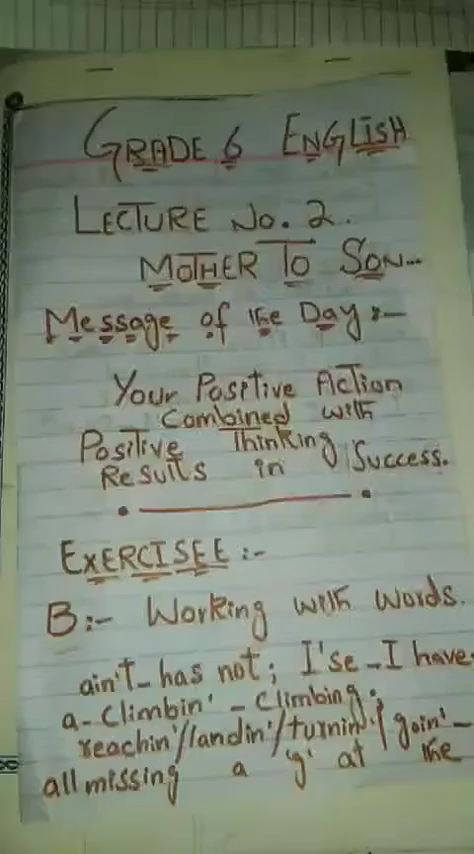 GRADE 6 ENGLISH
LECTURE No. 2.
MOTHER To SON...
Message of the Day:-
Your Positive Action
Combined with
Positive Thinking
Results in Success.
EXERCISEE:-
B:- Working with words.
ain't-has not; I'se-I have.
a-climbin' - climbing;
reachin'/landin'/turnin'/goin'-
all missing a 'g' at the